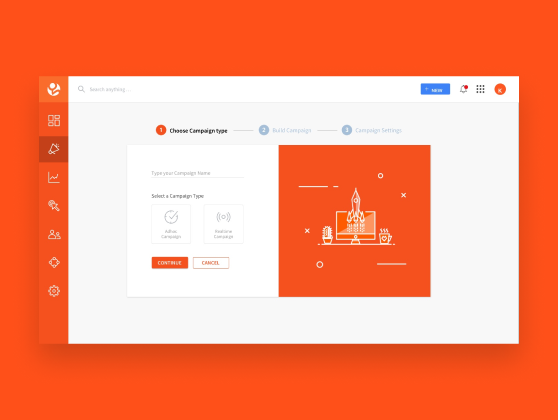 Search anything ...
+ NEW
1 Choose Campaign type
2 Build Campaign
3 Campaign Settings
Type your Campaign Name
Select a Campaign Type:
Adhoc
Campaign
Realtime
Campaign
CONTINUE
CANCEL